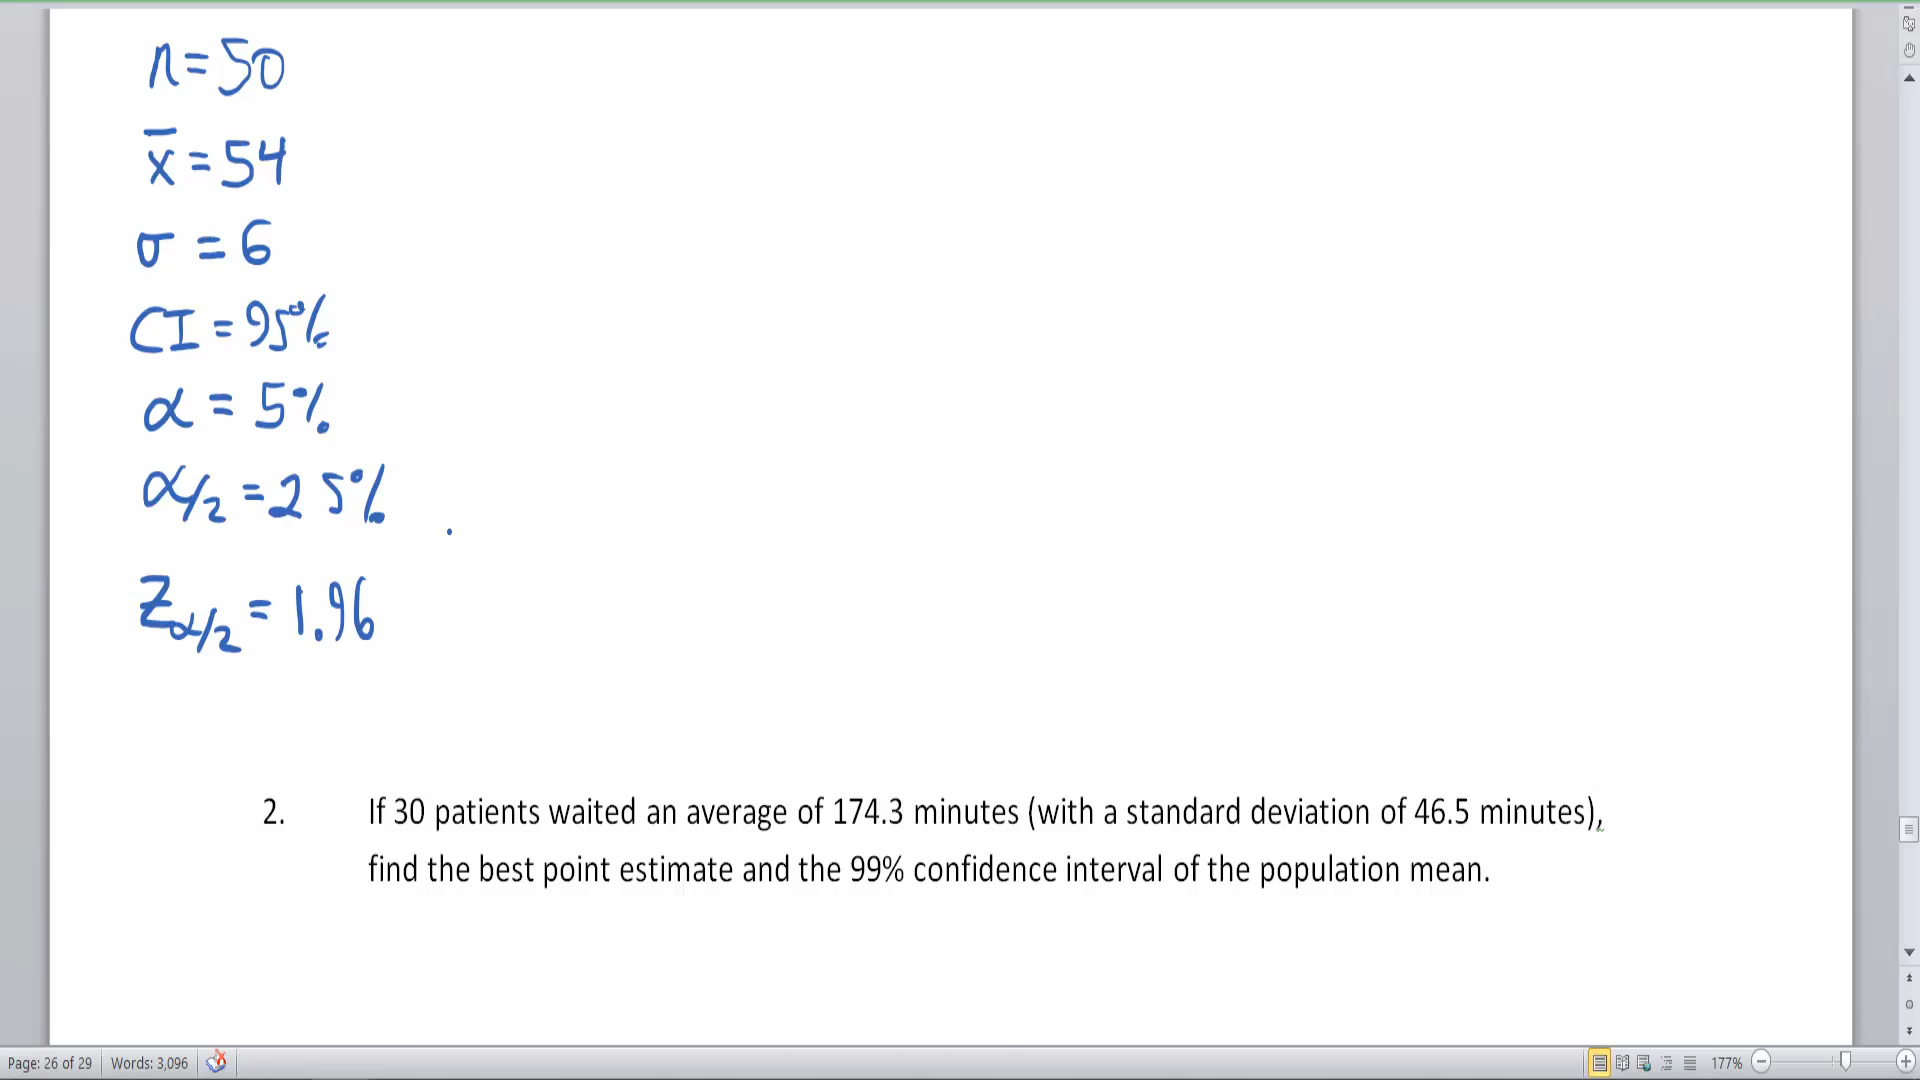 n = 50
x̄ = 54
σ = 6
CI = 95%
α = 5%
α/2 = 2 5%
Zα/2 = 1.96
2. If 30 patients waited an average of 174.3 minutes (with a standard deviation of 46.5 minutes),
find the best point estimate and the 99% confidence interval of the population mean.
Page: 26 of 29 Words: 3,096 177%